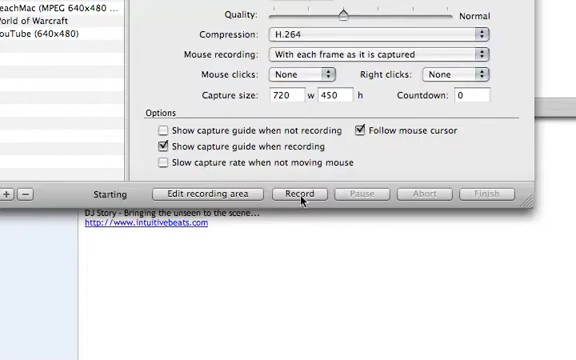 eachMac (MPEG 640x480 ...
orld of Warcraft
ouTube (640x480)
Quality:
Normal
Compression: H.264
Mouse recording: With each frame as it is captured
Mouse clicks: None Right clicks: None
Capture size: 720 w 450 h Countdown: 0
Options
Show capture guide when not recording Follow mouse cursor
Show capture guide when recording
Slow capture rate when not moving mouse
+ − Starting Edit recording area Record Pause Abort Finish
DJ Story - Bringing the unseen to the scene...
http://www.intuitivebeats.com